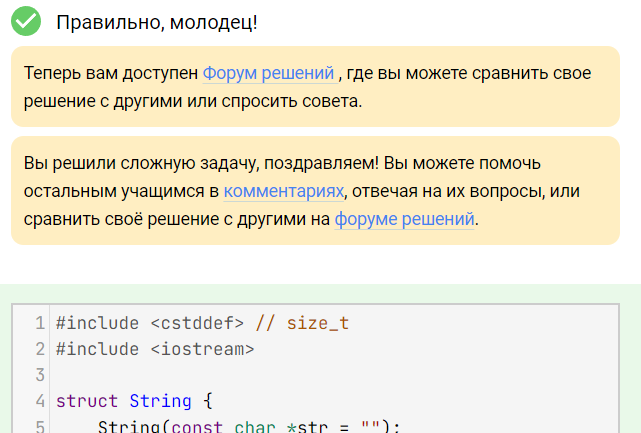 Правильно, молодец!
Теперь вам доступен Форум решений , где вы можете сравнить свое
решение с другими или спросить совета.
Вы решили сложную задачу, поздравляем! Вы можете помочь
остальным учащимся в комментариях, отвечая на их вопросы, или
сравнить своё решение с другими на форуме решений.
1 #include <cstddef> // size_t
2 #include <iostream>
3
4 struct String {
5     String(const char *str = "");